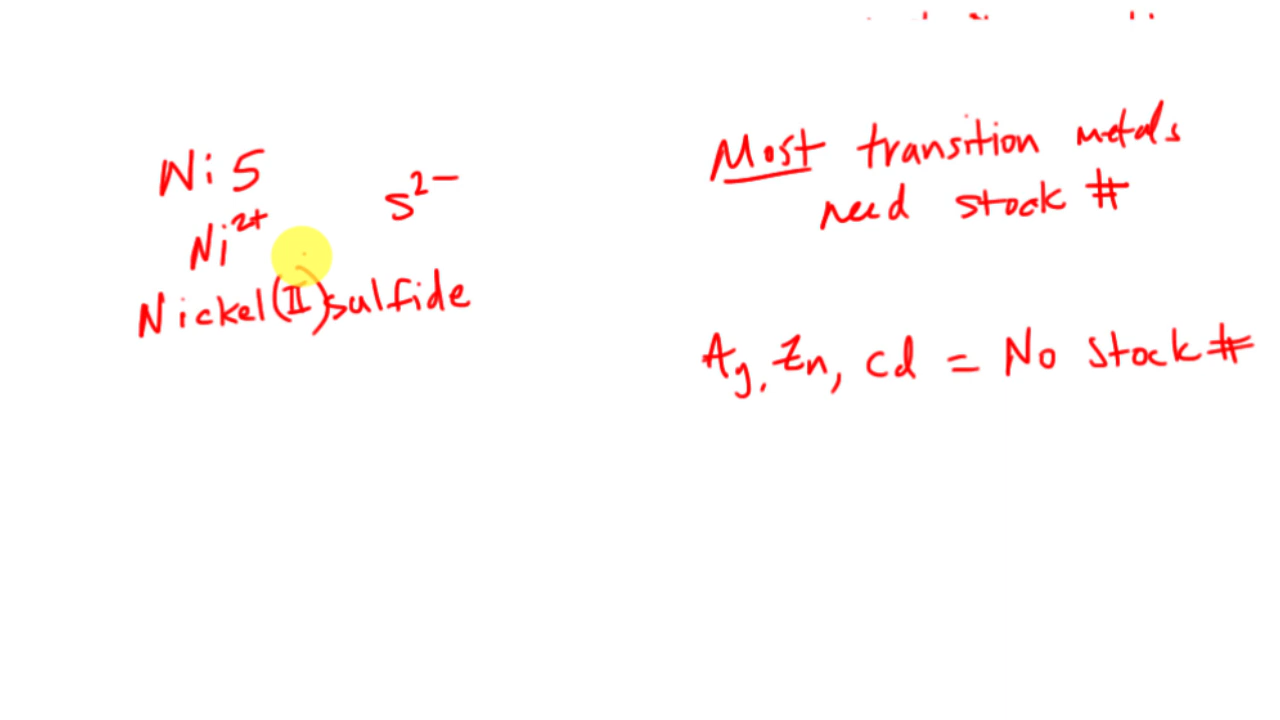 NiS
S²⁻
Ni²⁺
Nickel(II)sulfide
Most transition metals
need stock #
Ag, Zn, Cd = No Stock #